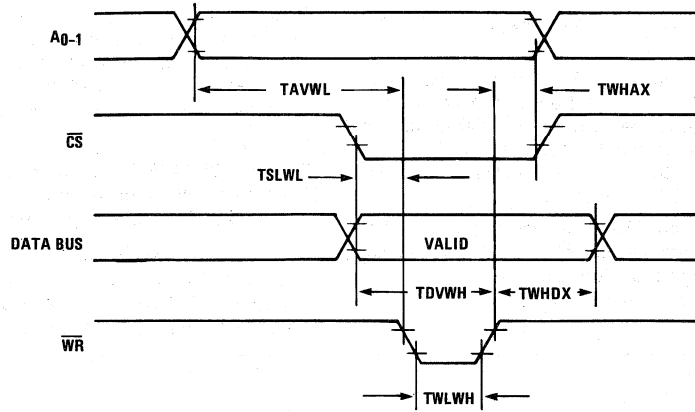 A0-1
TAVWL
TWHAX
CS
TSLWL
DATA BUS
VALID
TDVWH
TWHDX
WR
TWLWH